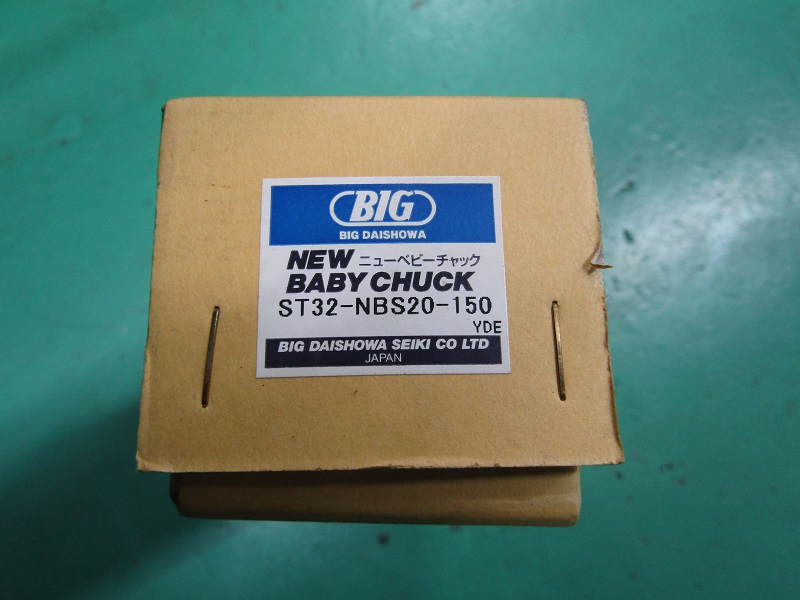 BIG
BIG DAISHOWA
NEW ニューベビーチャック
BABY CHUCK
ST32-NBS20-150
YDE
BIG DAISHOWA SEIKI CO LTD
JAPAN